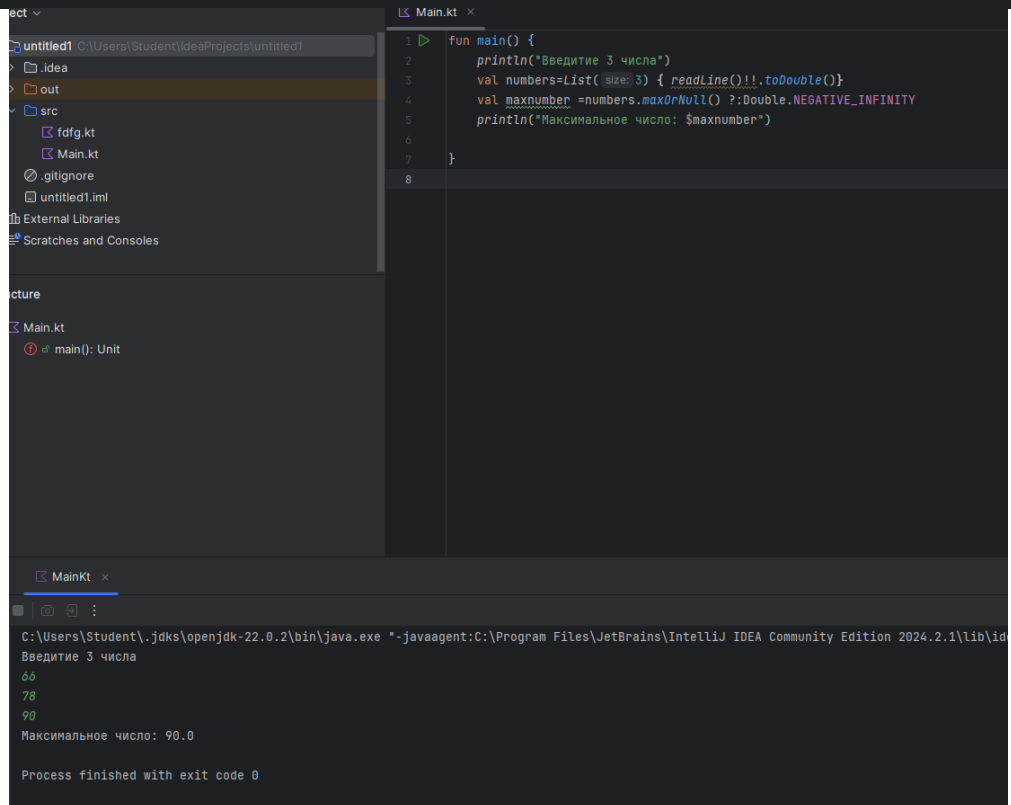 ect
untitled1 C:\Users\Student\IdeaProjects\untitled1
.idea
out
src
fdfg.kt
Main.kt
.gitignore
untitled1.iml
External Libraries
Scratches and Consoles
icture
Main.kt
f main(): Unit
Main.kt ×
1 fun main() {
2 println("Введитие 3 числа")
3 val numbers=List( size: 3) { readLine()!!.toDouble()}
4 val maxnumber =numbers.maxOrNull() ?:Double.NEGATIVE_INFINITY
5 println("Максимальное число: $maxnumber")
6
7 }
8
MainKt ×
C:\Users\Student\.jdks\openjdk-22.0.2\bin\java.exe "-javaagent:C:\Program Files\JetBrains\IntelliJ IDEA Community Edition 2024.2.1\lib\ide
Введитие 3 числа
66
78
90
Максимальное число: 90.0
Process finished with exit code 0